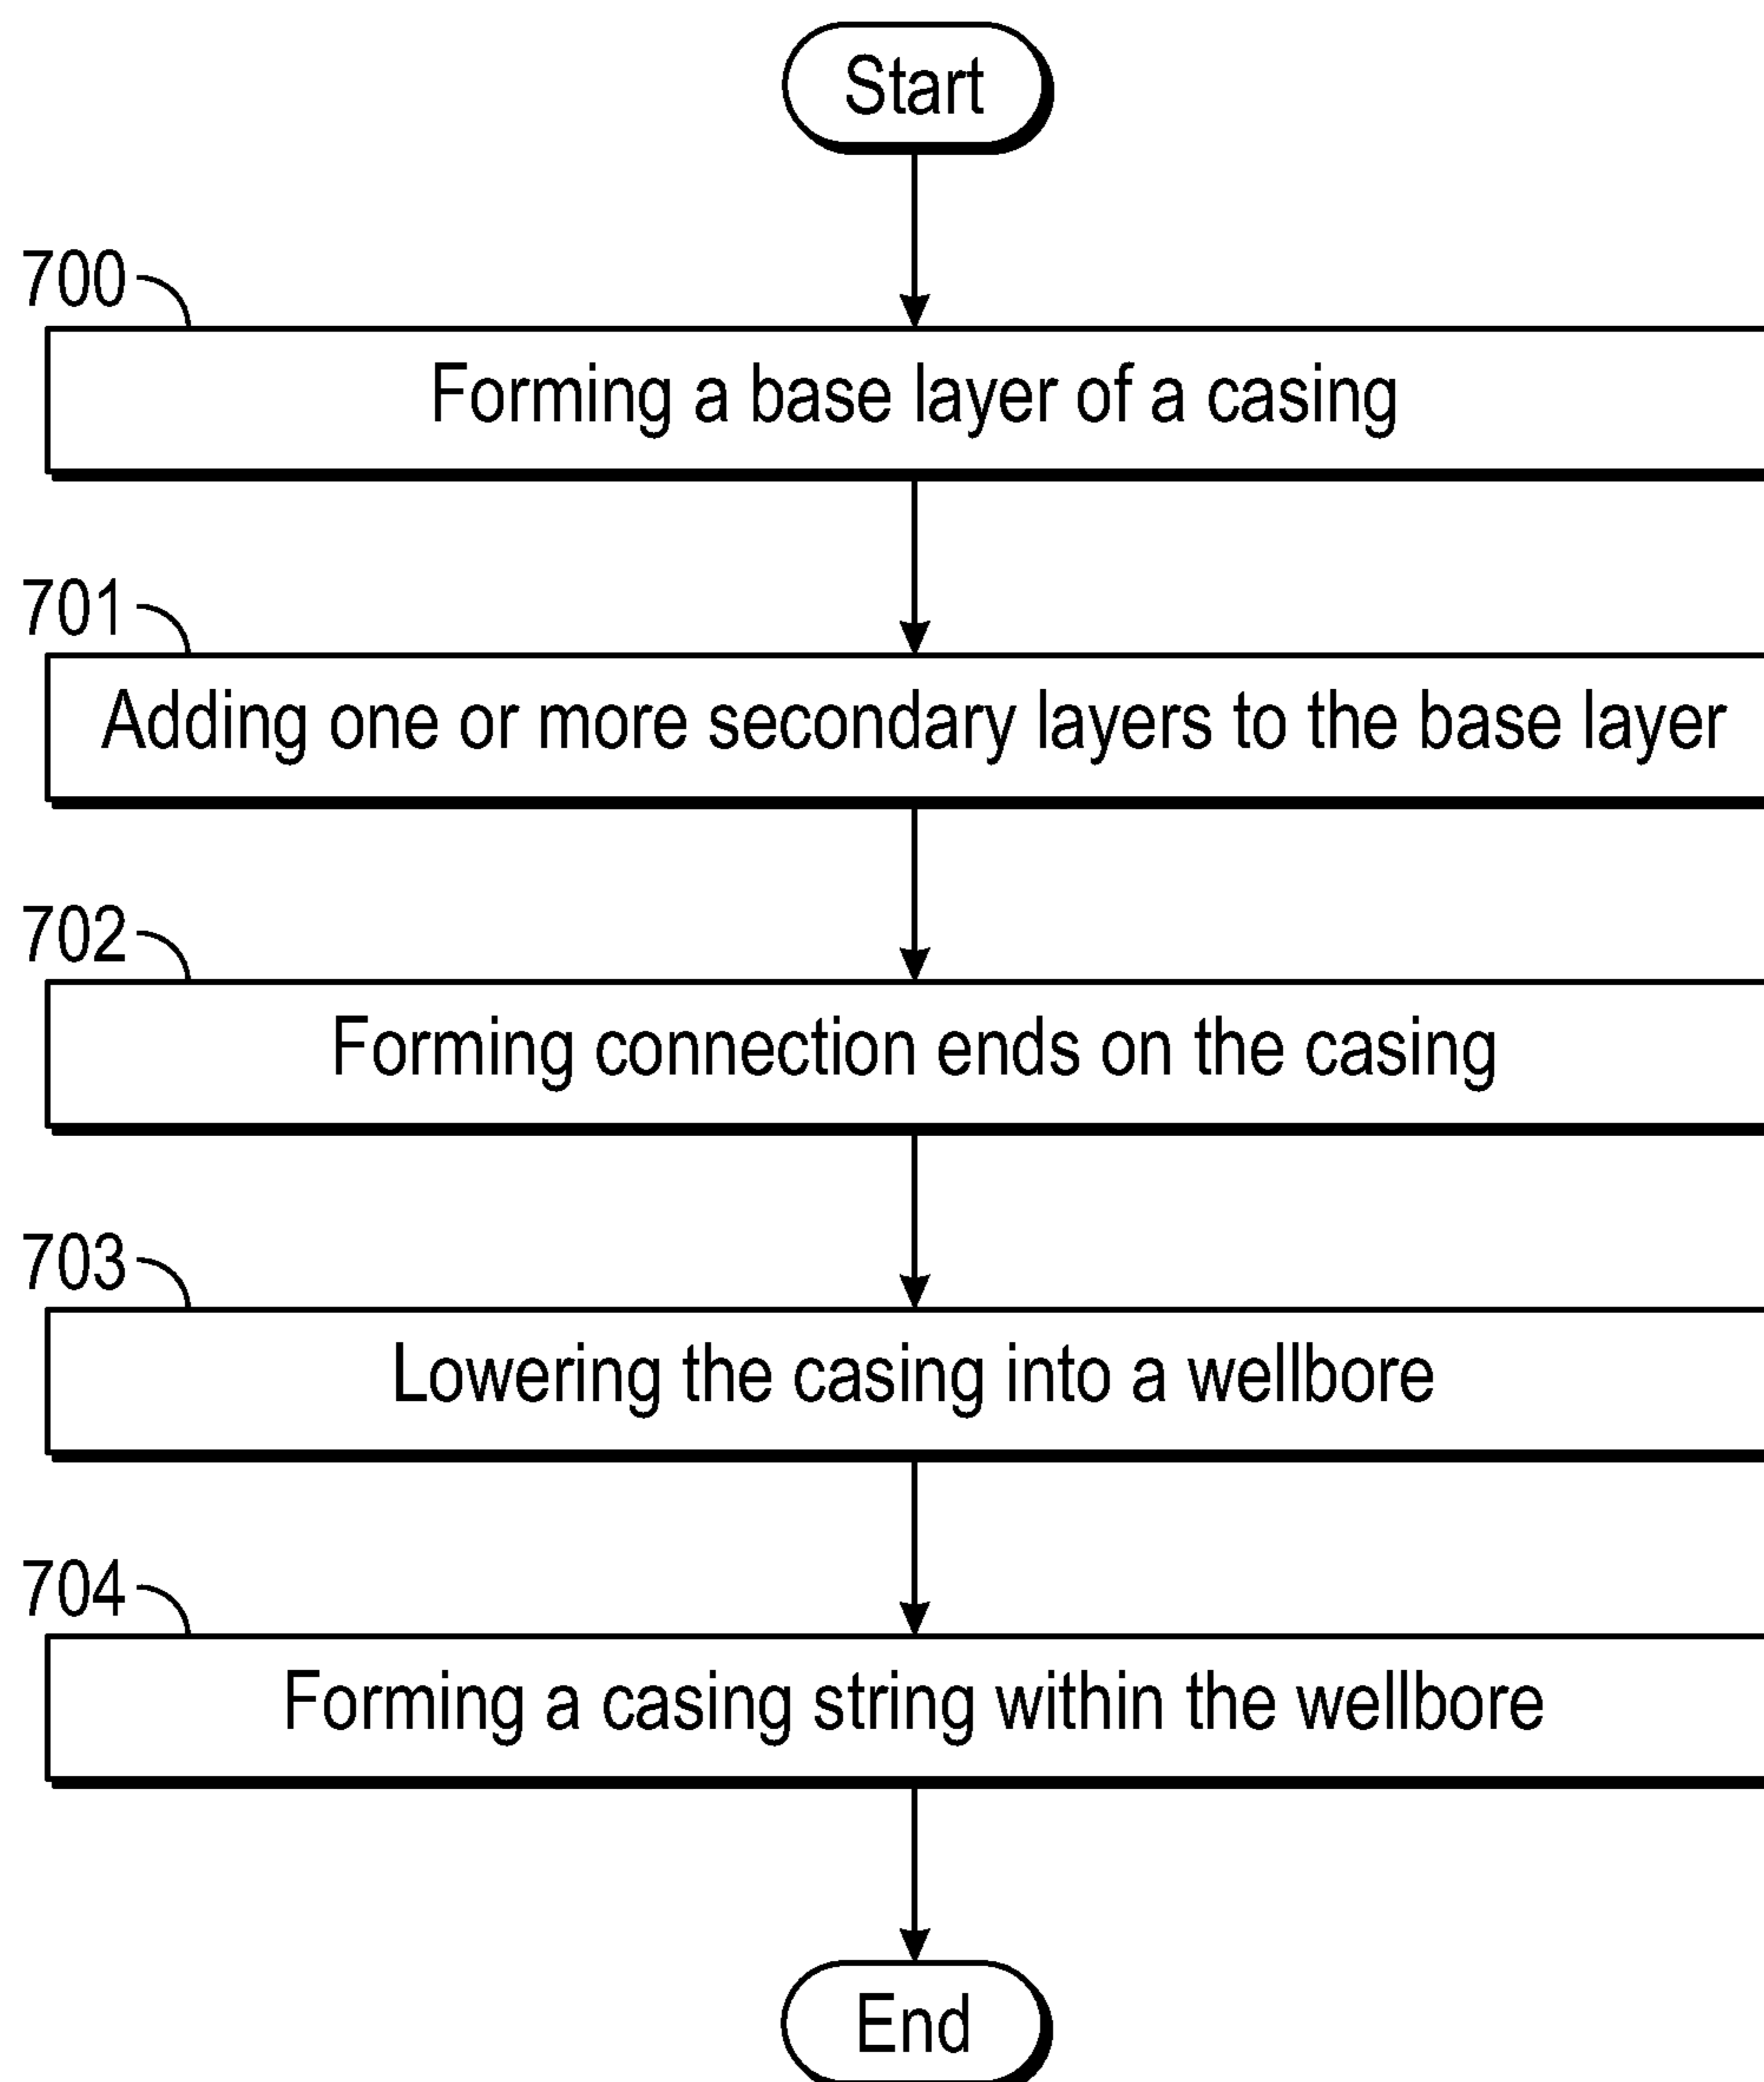 Start
700
Forming a base layer of a casing
701
Adding one or more secondary layers to the base layer
702
Forming connection ends on the casing
703
Lowering the casing into a wellbore
704
Forming a casing string within the wellbore
End